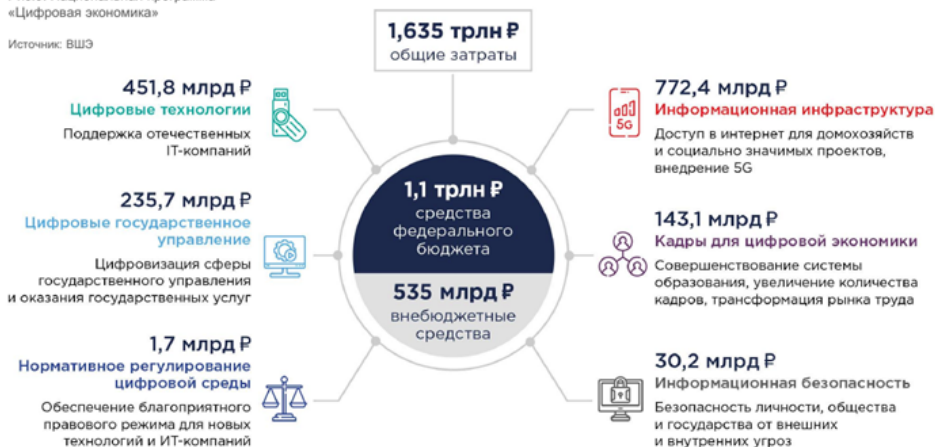 «Цифровая экономика»
Источник: ВШЭ
1,635 трлн ₽
общие затраты
451,8 млрд ₽
Цифровые технологии
Поддержка отечественных
IT-компаний
235,7 млрд ₽
Цифровые государственное
управление
Цифровизация сферы
государственного управления
и оказания государственных услуг
1,7 млрд ₽
Нормативное регулирование
цифровой среды
Обеспечение благоприятного
правового режима для новых
технологий и ИТ-компаний
1,1 трлн ₽
средства
федерального
бюджета
535 млрд ₽
внебюджетные
средства
5G
772,4 млрд ₽
Информационная инфраструктура
Доступ в интернет для домохозяйств
и социально значимых проектов,
внедрение 5G
143,1 млрд ₽
Кадры для цифровой экономики
Совершенствование системы
образования, увеличение количества
кадров, трансформация рынка труда
30,2 млрд ₽
Информационная безопасность
Безопасность личности, общества
и государства от внешних
и внутренних угроз